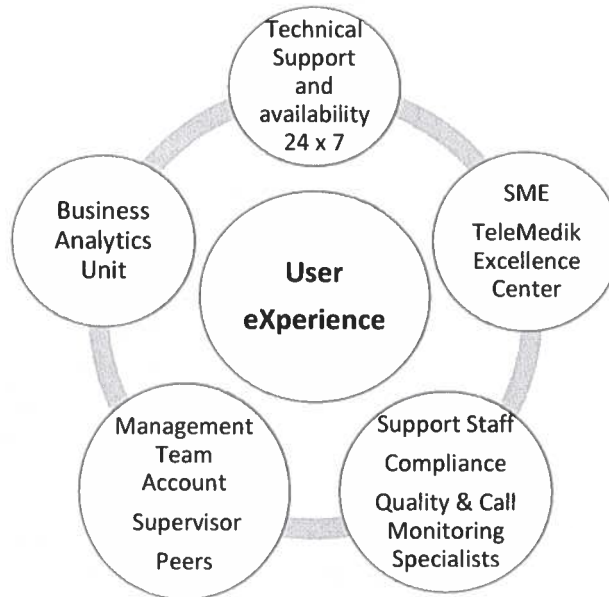 Technical
Support
and
availability
24 x 7
SME
TeleMedik
Excellence
Center
Support Staff
Compliance
Quality & Call
Monitoring
Specialists
Management
Team
Account
Supervisor
Peers
Business
Analytics
Unit
User
eXperience